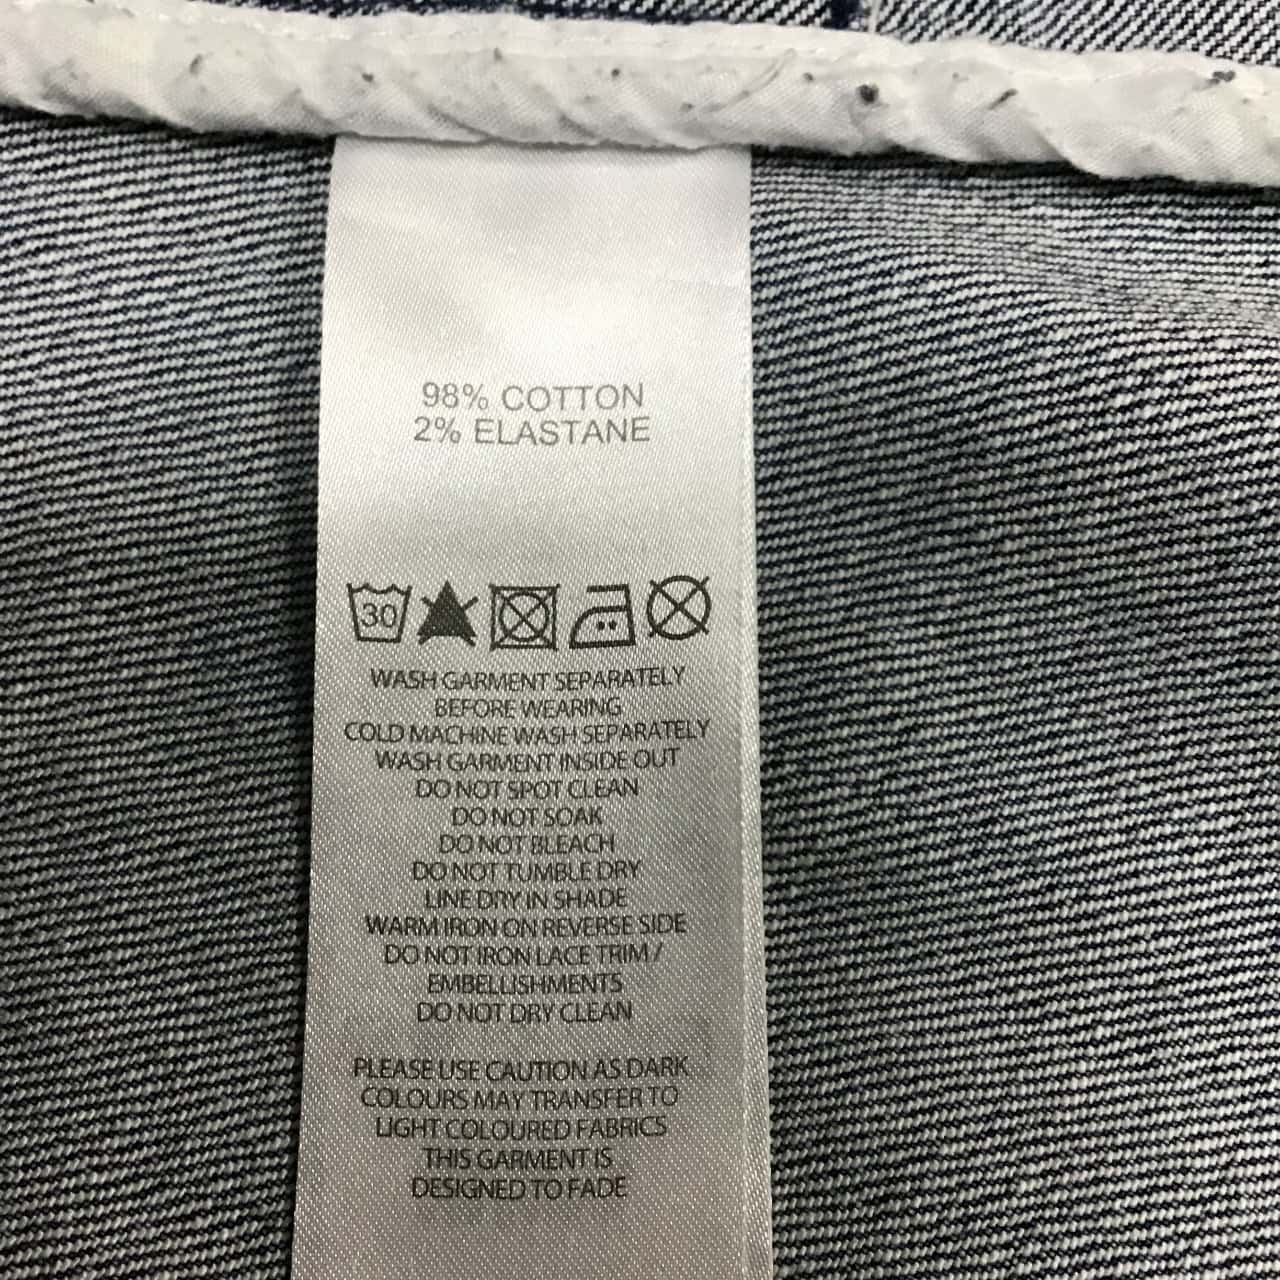 98% COTTON
2% ELASTANE
30
WASH GARMENT SEPARATELY
BEFORE WEARING
COLD MACHINE WASH SEPARATELY
WASH GARMENT INSIDE OUT
DO NOT SPOT CLEAN
DO NOT SOAK
DO NOT BLEACH
DO NOT TUMBLE DRY
LINE DRY IN SHADE
WARM IRON ON REVERSE SIDE
DO NOT IRON LACE TRIM /
EMBELLISHMENTS
DO NOT DRY CLEAN
PLEASE USE CAUTION AS DARK
COLOURS MAY TRANSFER TO
LIGHT COLOURED FABRICS
THIS GARMENT IS
DESIGNED TO FADE